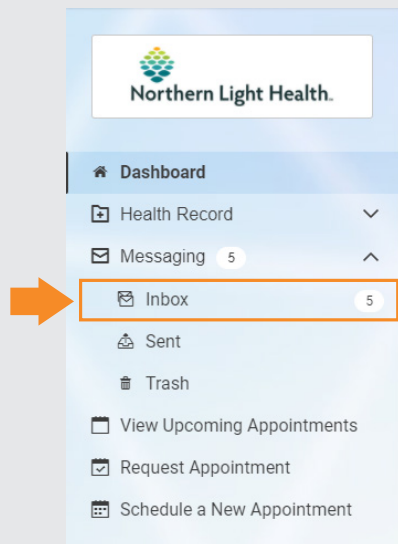 Northern Light Health.
Dashboard
Health Record
Messaging 5
Inbox 5
Sent
Trash
View Upcoming Appointments
Request Appointment
Schedule a New Appointment